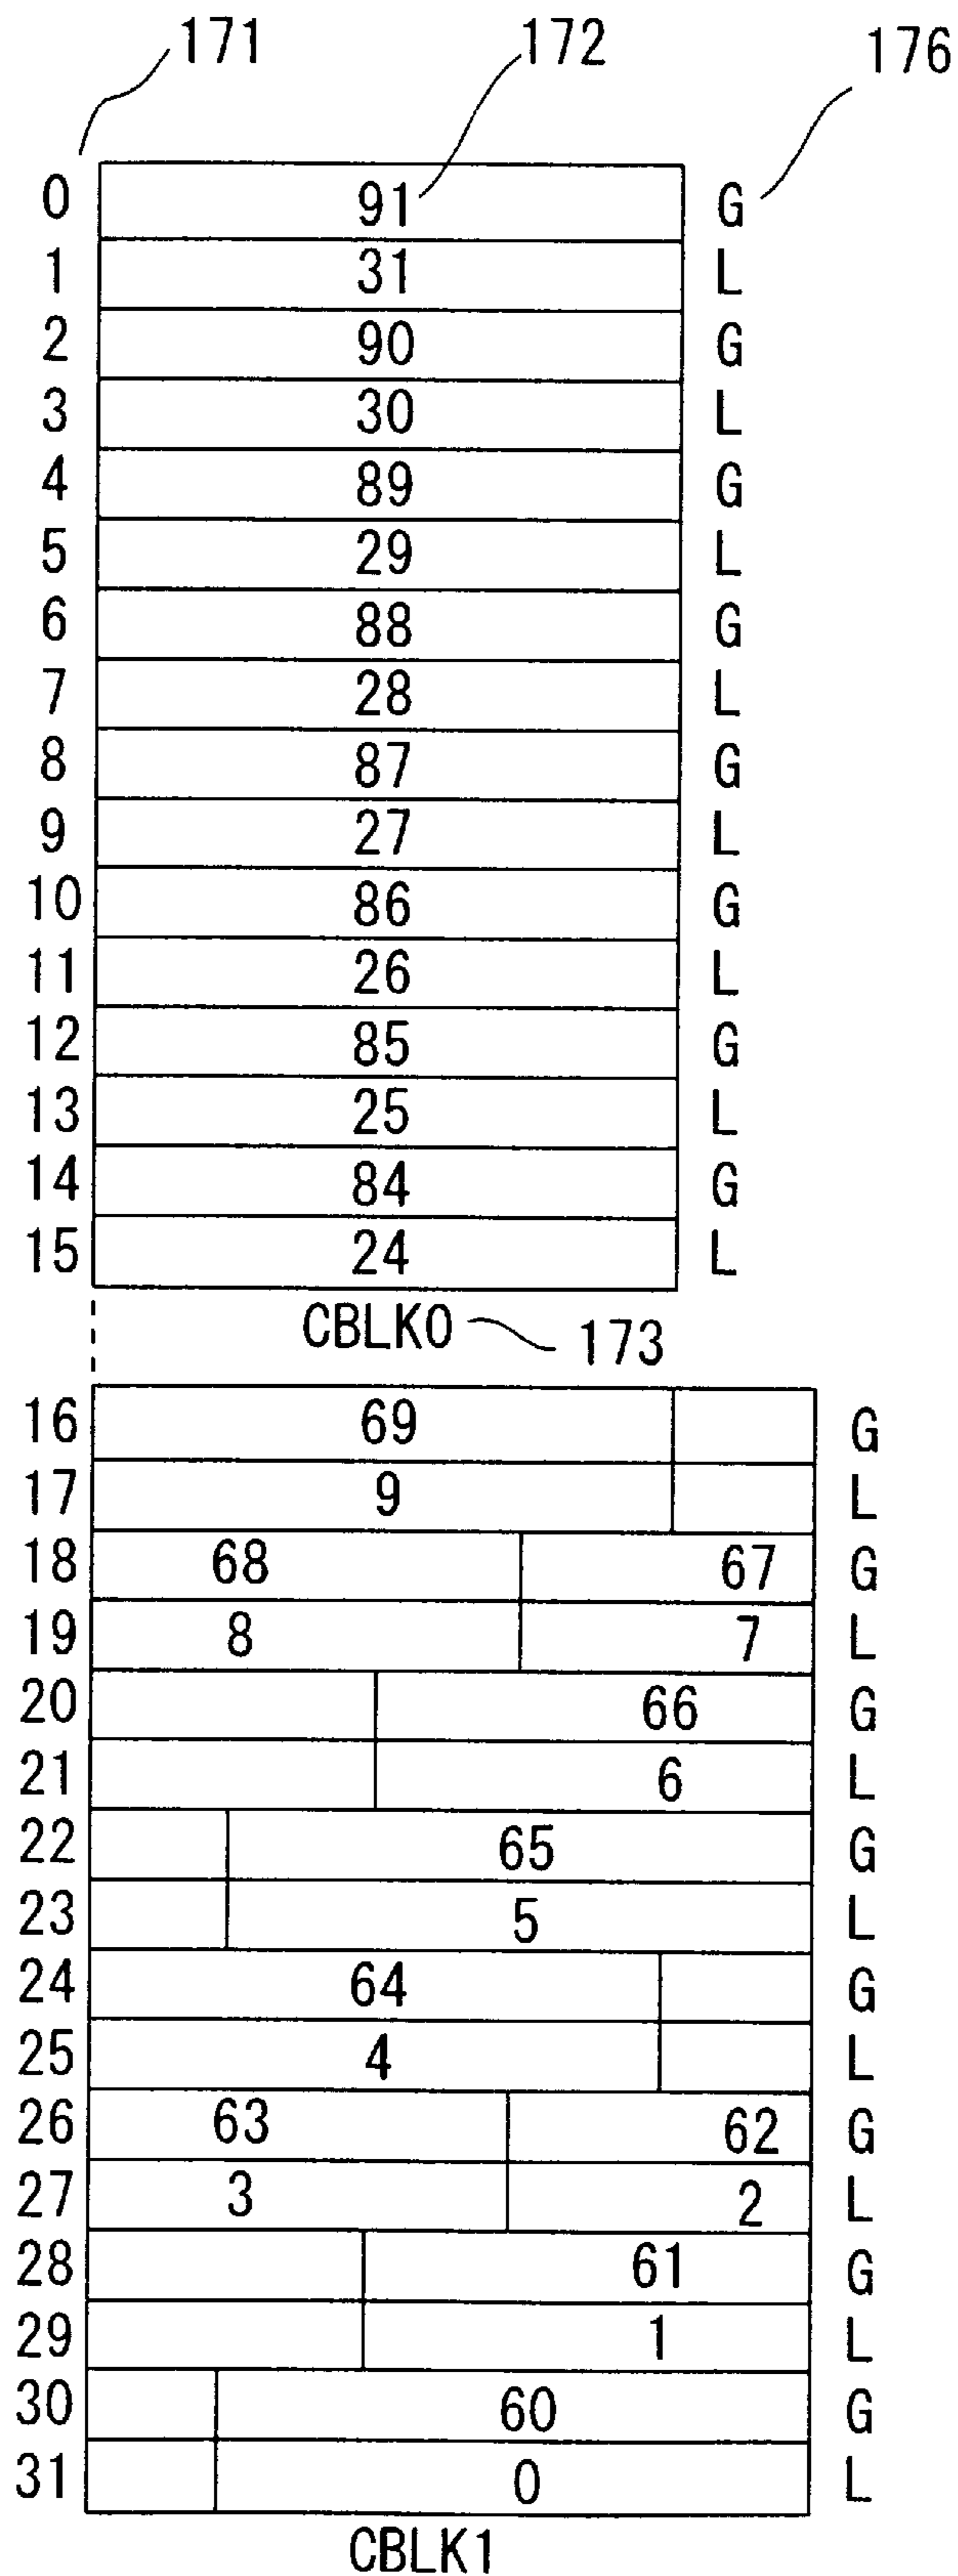 171 172 176
0 91 G
1 31 L
2 90 G
3 30 L
4 89 G
5 29 L
6 88 G
7 28 L
8 87 G
9 27 L
10 86 G
11 26 L
12 85 G
13 25 L
14 84 G
15 24 L
CBLK0 173
16 69 G
17 9 L
18 68 67 G
19 8 7 L
20 66 G
21 6 L
22 65 G
23 5 L
24 64 G
25 4 L
26 63 62 G
27 3 2 L
28 61 G
29 1 L
30 60 G
31 0 L
CBLK1